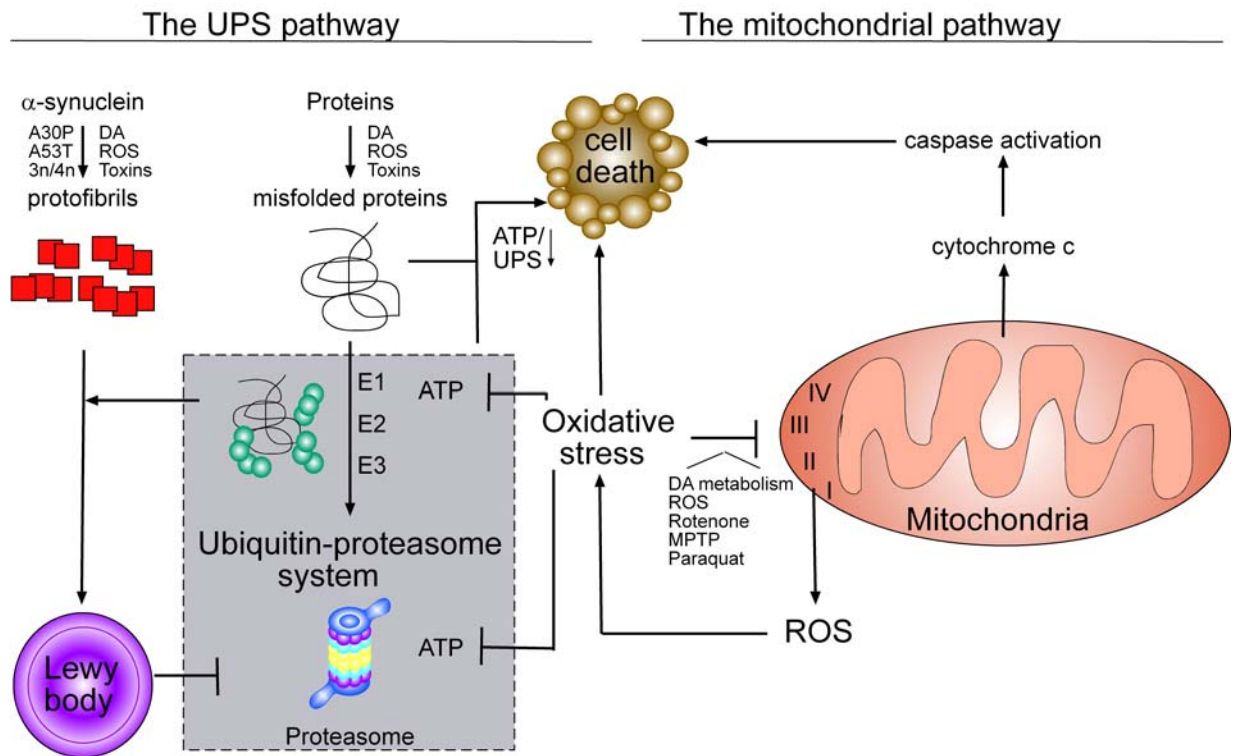 The UPS pathway
The mitochondrial pathway
α-synuclein
A30P
A53T
3n/4n
DA
ROS
Toxins
protofibrils
Proteins
DA
ROS
Toxins
misfolded proteins
cell
death
ATP/
UPS
caspase activation
cytochrome c
E1
E2
E3
ATP
Ubiquitin-proteasome
system
ATP
Proteasome
Lewy
body
Oxidative
stress
DA metabolism
ROS
Rotenone
MPTP
Paraquat
IV
III
II
I
Mitochondria
ROS